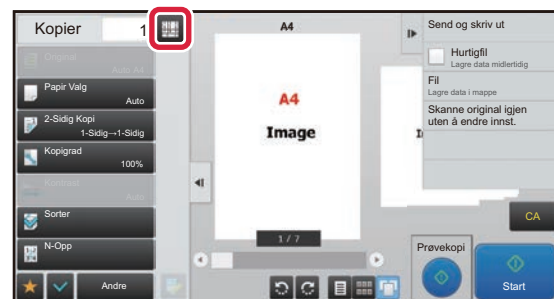 Kopier
1
Original
Auto A4
Papir Valg
Auto
2-Sidig Kopi
1-Sidig→1-Sidig
Kopigrad
100%
Kontrast
Auto
Sorter
N-Opp
Andre
A4
A4
Image
1 / 7
Send og skriv ut
Hurtigfil
Lagre data midlertidig
Fil
Lagre data i mappe
Skanne original igjen
uten å endre innst.
CA
Prøvekopi
Start